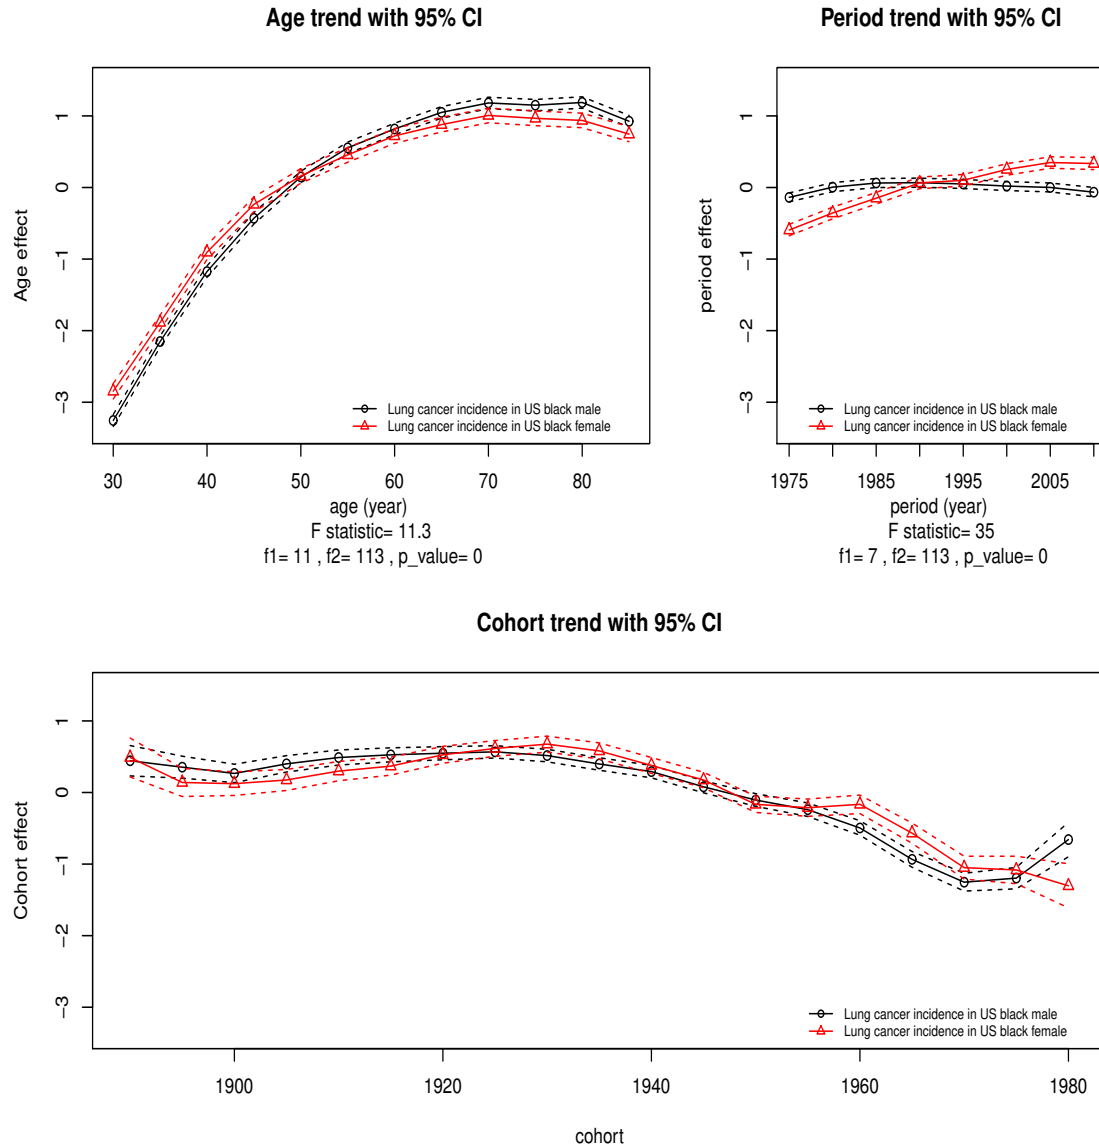 Age trend with 95% CI
Age effect
1
0
−1
−2
−3
Lung cancer incidence in US black male
Lung cancer incidence in US black female
30 40 50 60 70 80
age (year)
F statistic= 11.3
f1= 11 , f2= 113 , p_value= 0
Period trend with 95% CI
period effect
1
0
−1
−2
−3
Lung cancer incidence in US black male
Lung cancer incidence in US black female
1975 1985 1995 2005
period (year)
F statistic= 35
f1= 7 , f2= 113 , p_value= 0
Cohort trend with 95% CI
Cohort effect
1
0
−1
−2
−3
Lung cancer incidence in US black male
Lung cancer incidence in US black female
1900 1920 1940 1960 1980
cohort